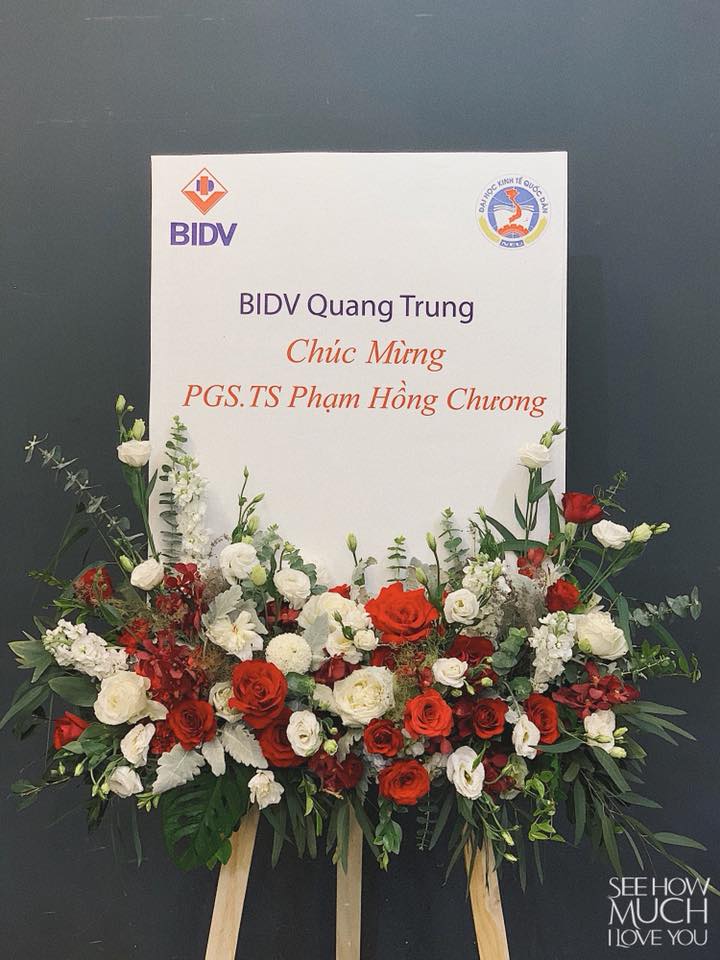 BIDV
ĐẠI HỌC KINH TẾ QUỐC DÂN
NEU
BIDV Quang Trung
Chúc Mừng
PGS.TS Phạm Hồng Chương
SEE HOW
MUCH
I LOVE YOU